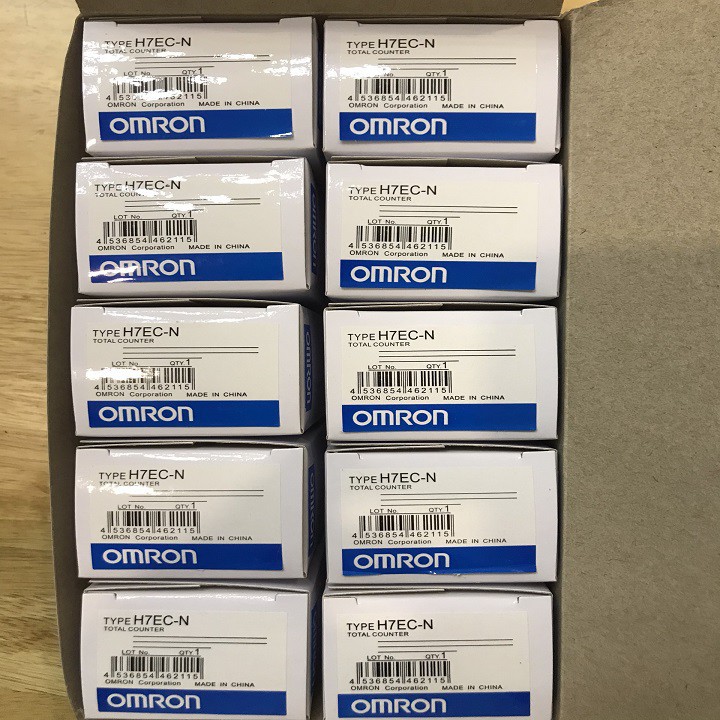 TYPE H7EC-N
TOTAL COUNTER
LOT No. QTY.1
OMRON Corporation MADE IN CHINA
OMRON
TYPE H7EC-N
TOTAL COUNTER
LOT No. QTY.1
4 536854 462115
OMRON Corporation MADE IN CHINA
OMRON
TYPE H7EC-N
TOTAL COUNTER
LOT No. QTY.1
4 536854 462115
OMRON Corporation MADE IN CHINA
OMRON
OMRON
TYPE H7EC-N
TOTAL COUNTER
LOT No. QTY.1
4 536854 462115
OMRON Corporation MADE IN CHINA
OMRON
TYPE H7EC-N
TOTAL COUNTER
LOT No. QTY.1
4 536854 462115
OMRON Corporation MADE IN CHINA
OMRON
OMRON
TYPE H7EC-N
TOTAL COUNTER
LOT No. QTY.1
4 536854 462115
OMRON Corporation MADE IN CHINA
OMRON
TYPE H7EC-N
TOTAL COUNTER
LOT No. QTY.1
4 536854 462115
OMRON Corporation MADE IN CHINA
OMRON
OMRON
TYPE H7EC-N
TOTAL COUNTER
LOT No. QTY.1
4 536854 462115
OMRON Corporation MADE IN CHINA
OMRON
TYPE H7EC-N
TOTAL COUNTER
LOT No. QTY.1
4 536854 462115
OMRON Corporation MADE IN CHINA
OMRON
TYPE H7EC-N
TOTAL COUNTER
LOT No. QTY.1
4 536854 462115
OMRON Corporation MADE IN CHINA
OMRON